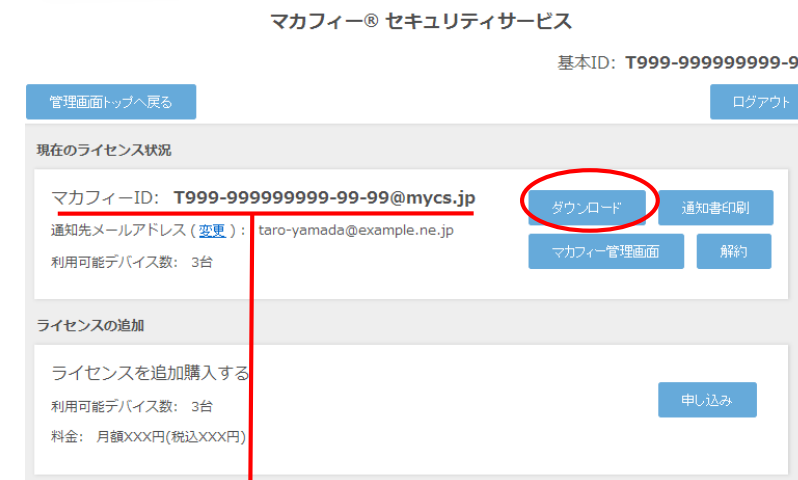 マカフィー® セキュリティサービス
基本ID: T999-999999999-9
管理画面トップへ戻る
ログアウト
現在のライセンス状況
マカフィーID: T999-999999999-99-99@mycs.jp
ダウンロード
通知書印刷
通知先メールアドレス ( 変更 ) : taro-yamada@example.ne.jp
マカフィー管理画面
解約
利用可能デバイス数: 3台
ライセンスの追加
ライセンスを追加購入する
利用可能デバイス数: 3台
申し込み
料金: 月額XXX円(税込XXX円)